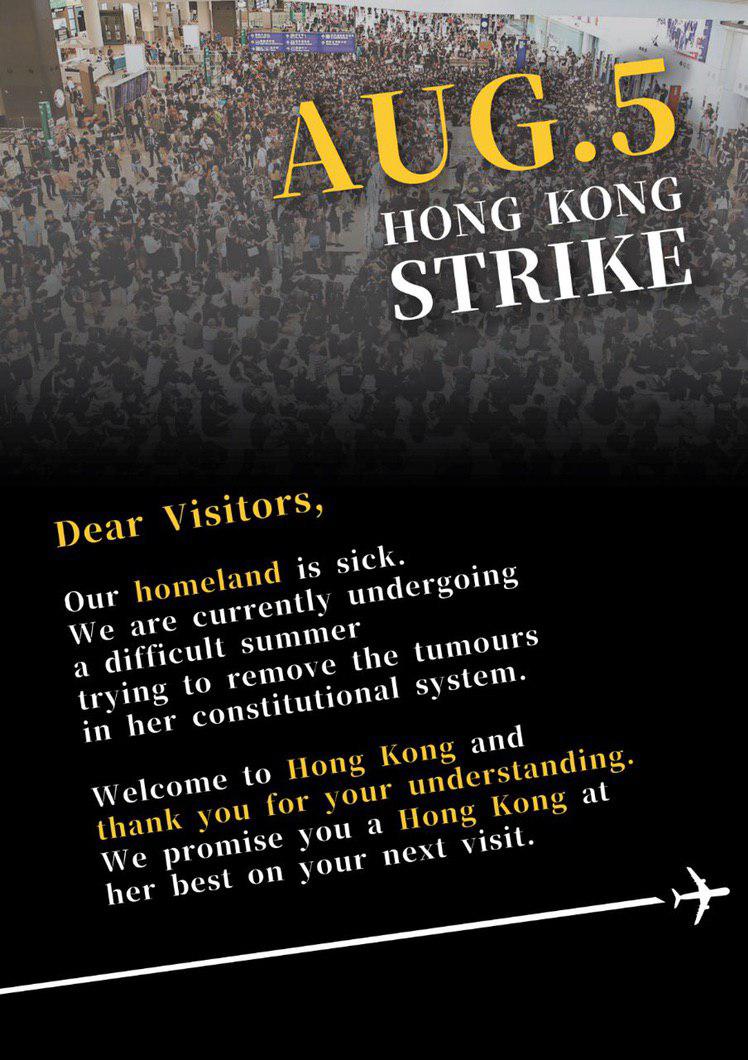 AUG.5
HONG KONG
STRIKE
Dear Visitors,
Our homeland is sick.
We are currently undergoing
a difficult summer
trying to remove the tumours
in her constitutional system.
Welcome to Hong Kong and
thank you for your understanding.
We promise you a Hong Kong at
her best on your next visit.